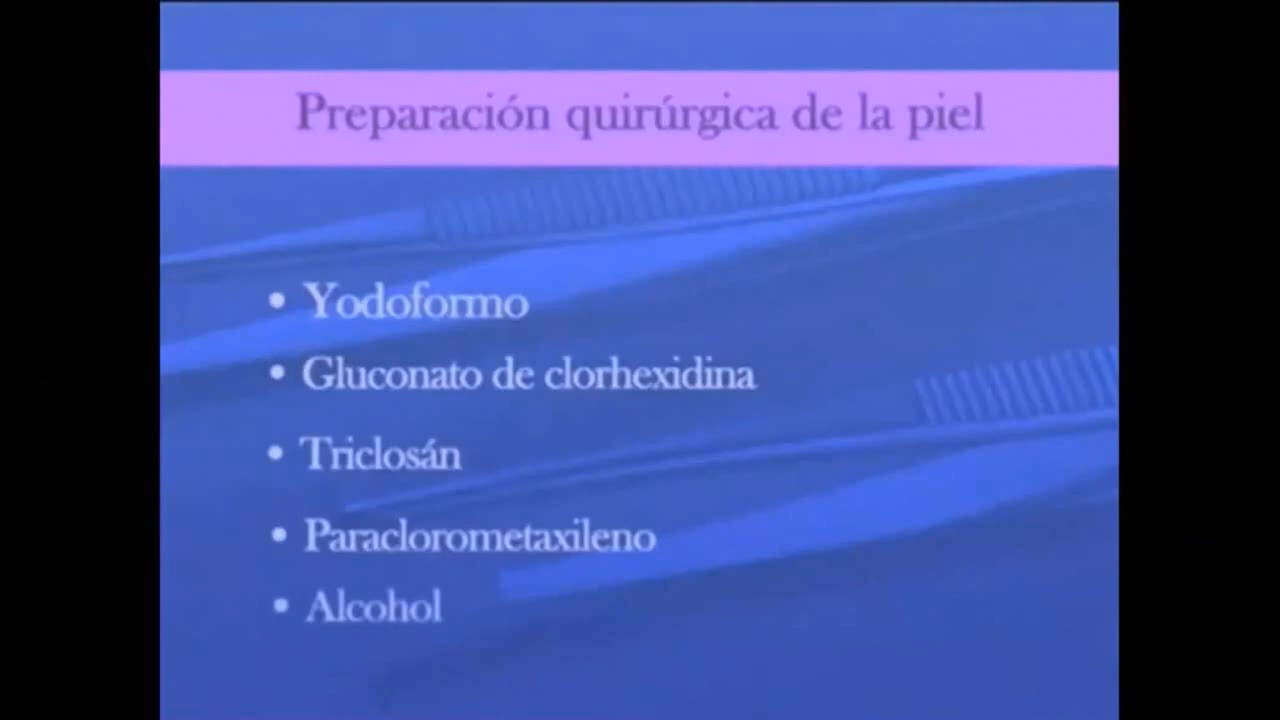 Preparación quirúrgica de la piel
• Yodoformo
• Gluconato de clorhexidina
• Triclosán
• Paraclorometaxileno
• Alcohol